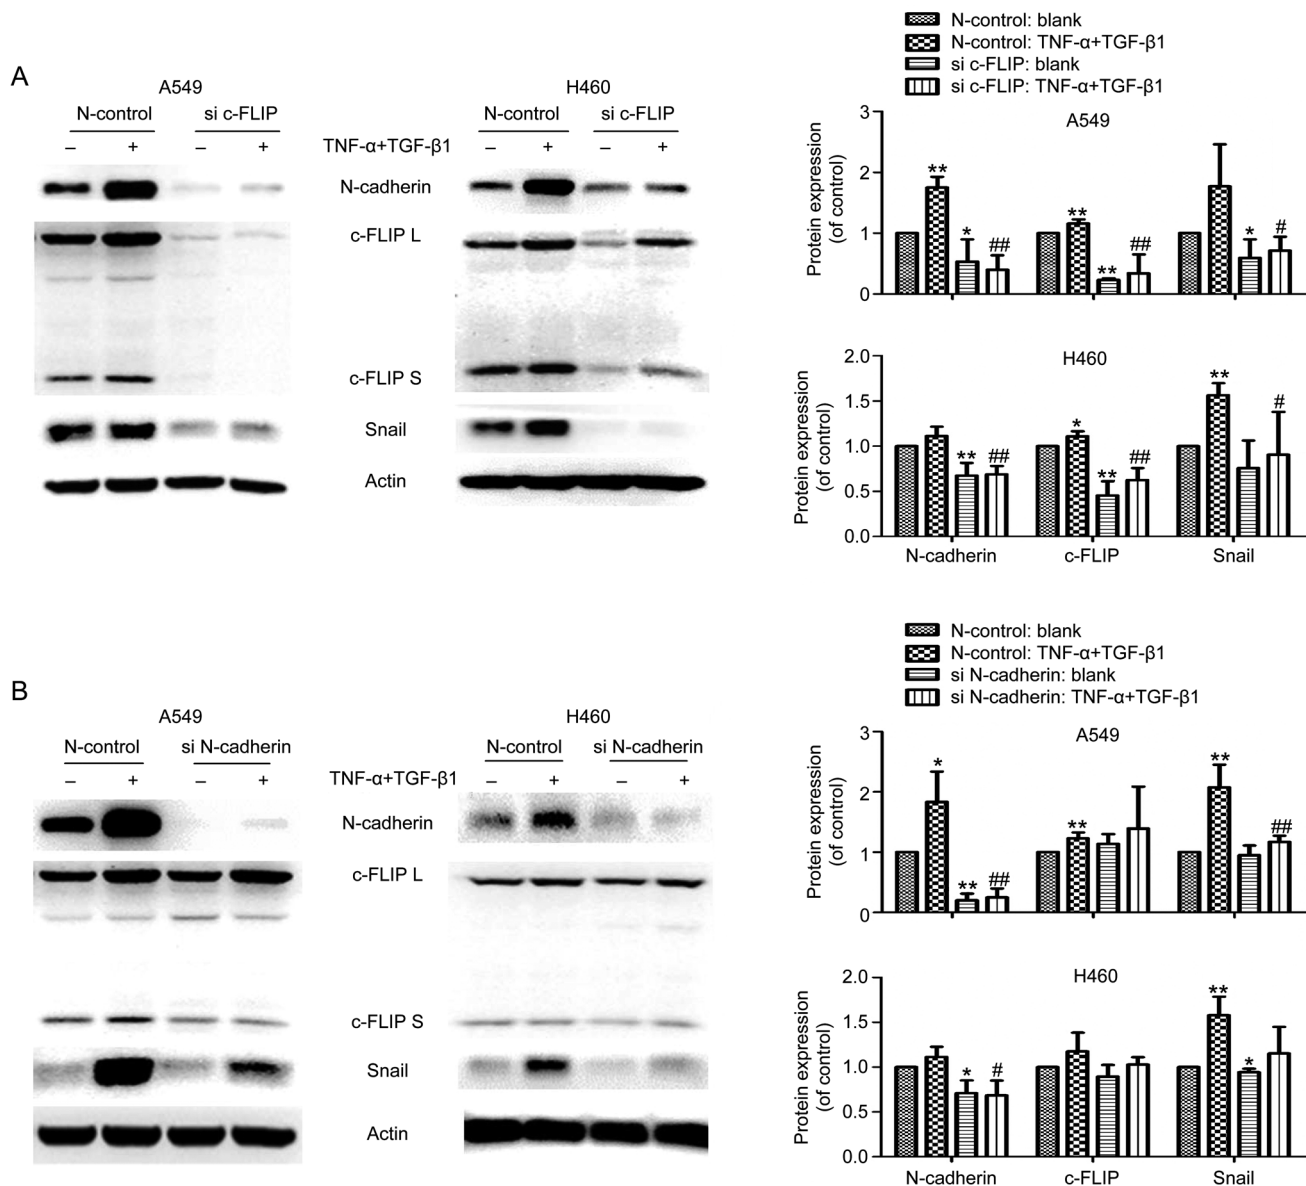 A
A549
H460
N-control
si c-FLIP
N-control
si c-FLIP
– + – + TNF-α+TGF-β1 – + – +
N-cadherin
c-FLIP L
c-FLIP S
Snail
Actin
N-control: blank
N-control: TNF-α+TGF-β1
si c-FLIP: blank
si c-FLIP: TNF-α+TGF-β1
A549
Protein expression
(of control)
3
2
1
0
** * ## ** ** ## * #
H460
Protein expression
(of control)
2.0
1.5
1.0
0.5
0.0
** ## * ** ## ** #
N-cadherin c-FLIP Snail
B
A549
H460
N-control
si N-cadherin
N-control
si N-cadherin
– + – + TNF-α+TGF-β1 – + – +
N-cadherin
c-FLIP L
c-FLIP S
Snail
Actin
N-control: blank
N-control: TNF-α+TGF-β1
si N-cadherin: blank
si N-cadherin: TNF-α+TGF-β1
A549
Protein expression
(of control)
3
2
1
0
* ** ## ** ** ##
H460
Protein expression
(of control)
2.0
1.5
1.0
0.5
0.0
* # ** *
N-cadherin c-FLIP Snail